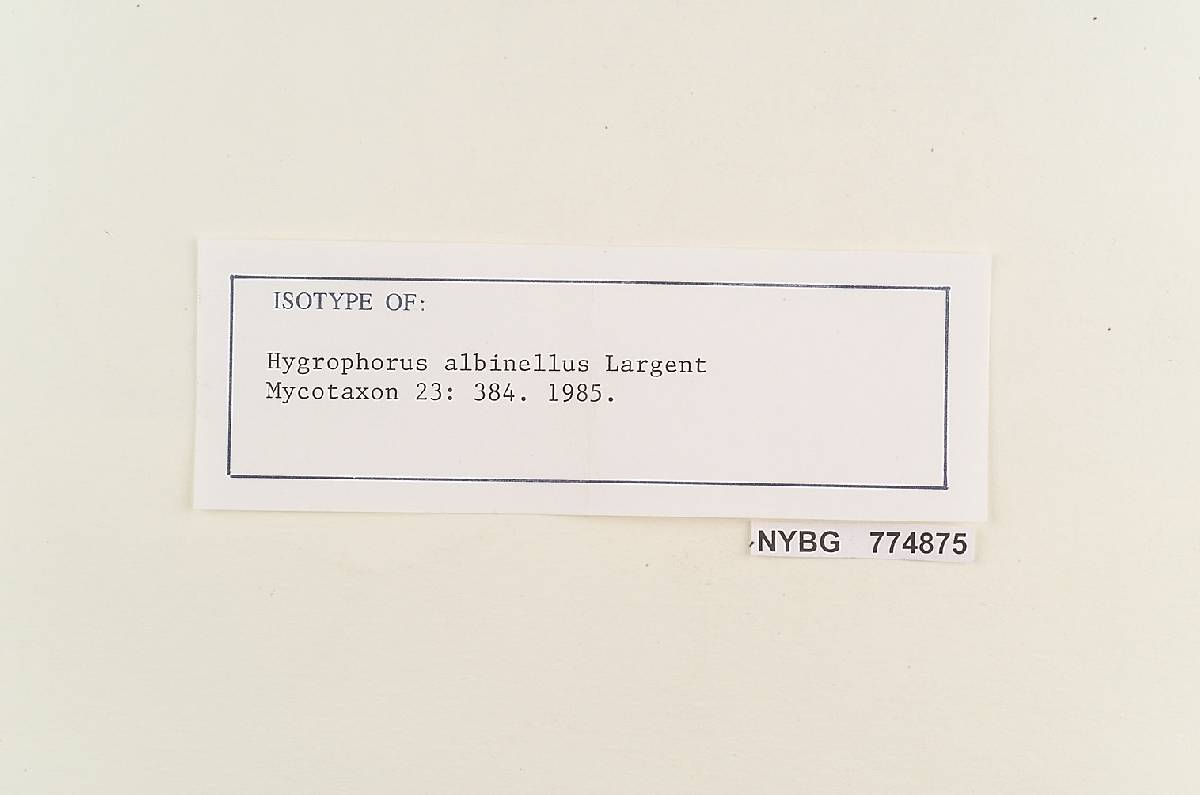 ISOTYPE OF:
Hygrophorus albinellus Largent
Mycotaxon 23: 384. 1985.
NYBG 774875